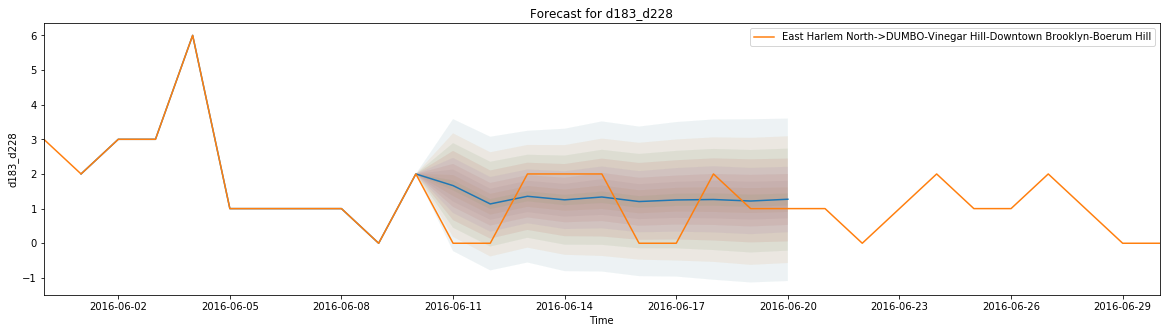 Forecast for d183_d228
East Harlem North->DUMBO-Vinegar Hill-Downtown Brooklyn-Boerum Hill
d183_d228
6
5
4
3
2
1
0
−1
2016-06-02 2016-06-05 2016-06-08 2016-06-11 2016-06-14 2016-06-17 2016-06-20 2016-06-23 2016-06-26 2016-06-29
Time